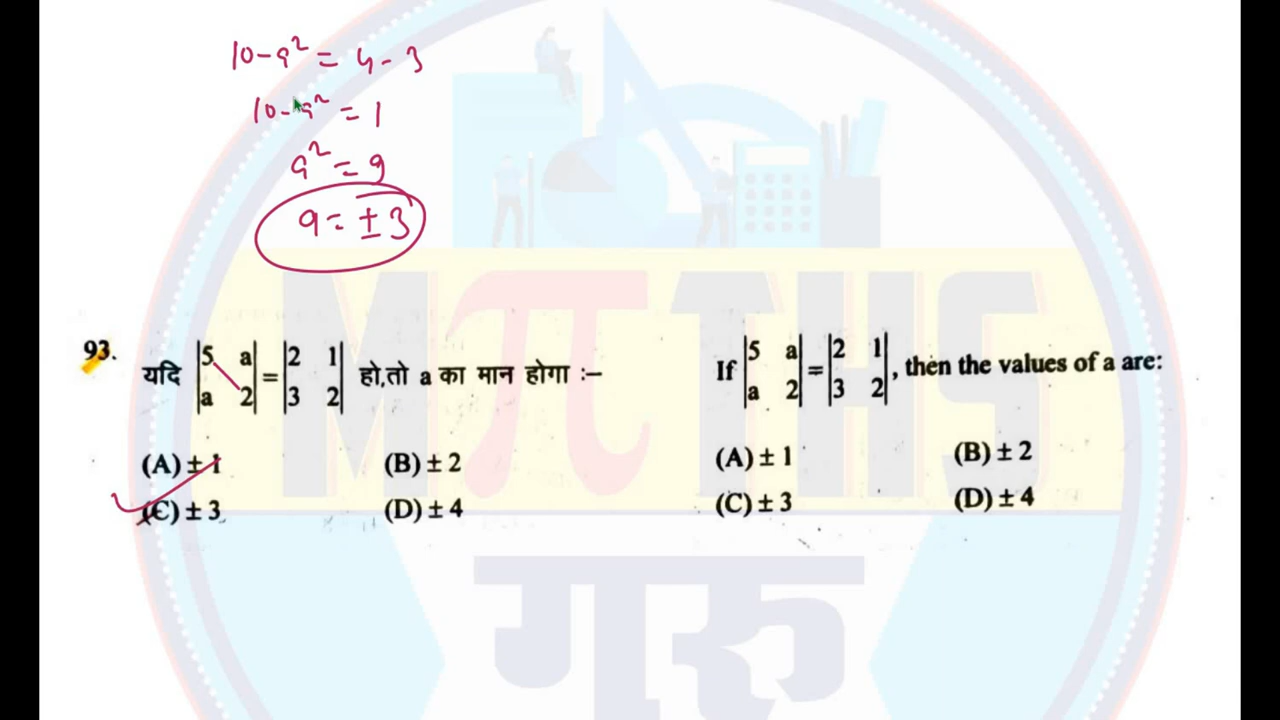 10-a² = 4-3
10-a² = 1
a² = 9
a = ±3
93. यदि |5 a| = |2 1| हो,तो a का मान होगा :–
|a 2| |3 2|
(A) ± 1 (B) ± 2
(C) ± 3 (D) ± 4
If |5 a| = |2 1| , then the values of a are:
|a 2| |3 2|
(A) ± 1 (B) ± 2
(C) ± 3 (D) ± 4
MπTHS
गुरु